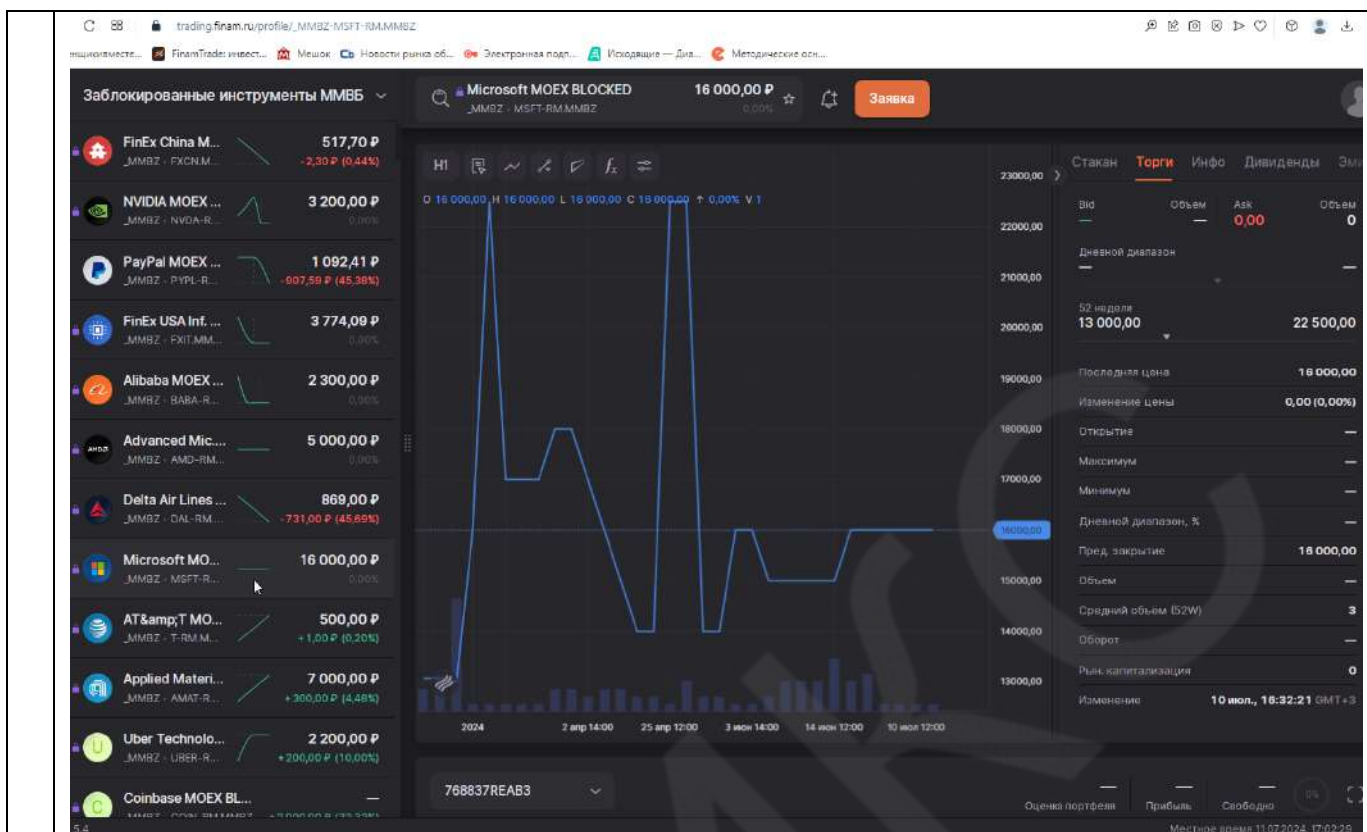 trading.finam.ru/profile/_MMBZ-MSFT-RM.MMBZ
енщикивместе... FinamTrade: инвест... Мешок Новости рынка об... Электронная подп... Исходящие — Диа... Методические осн...
Заблокированные инструменты ММВБ
Microsoft MOEX BLOCKED 16 000,00 ₽
_MMBZ · MSFT-RM.MMBZ 0,00%
Заявка
FinEx China M... 517,70 ₽
_MMBZ · FXCN.M... -2,30 ₽ (0,44%)
NVIDIA MOEX ... 3 200,00 ₽
_MMBZ · NVDA-R... 0,00%
PayPal MOEX ... 1 092,41 ₽
_MMBZ · PYPL-R... -907,59 ₽ (45,38%)
FinEx USA Inf. ... 3 774,09 ₽
_MMBZ · FXIT.MM... 0,00%
Alibaba MOEX ... 2 300,00 ₽
_MMBZ · BABA-R... 0,00%
AMD
Advanced Mic.... 5 000,00 ₽
_MMBZ · AMD-RM... 0,00%
Delta Air Lines ... 869,00 ₽
_MMBZ · DAL-RM.... -731,00 ₽ (45,69%)
Microsoft MO... 16 000,00 ₽
_MMBZ · MSFT-R... 0,00%
AT&amp;T MO... 500,00 ₽
_MMBZ · T-RM.M... +1,00 ₽ (0,20%)
Applied Materi... 7 000,00 ₽
_MMBZ · AMAT-R... +300,00 ₽ (4,48%)
Uber Technolo... 2 200,00 ₽
_MMBZ · UBER-R... +200,00 ₽ (10,00%)
Coinbase MOEX BL... —
H1
O 16 000,00 H 16 000,00 L 16 000,00 C 16 000,00 ↑ 0,00% V 1
23000,00
22000,00
21000,00
20000,00
19000,00
18000,00
17000,00
16000,00
15000,00
14000,00
13000,00
2024 2 апр 14:00 25 апр 12:00 3 июн 14:00 14 июн 12:00 10 июл 12:00
Стакан Торги Инфо Дивиденды Эми
Bid Объем Ask Объем
— — 0,00 0
Дневной диапазон
— —
52 недели
13 000,00 22 500,00
Последняя цена 16 000,00
Изменение цены 0,00 (0,00%)
Открытие —
Максимум —
Минимум —
Дневной диапазон, % —
Пред. закрытие 16 000,00
Объем —
Средний объем (52W) 3
Оборот —
Рын. капитализация 0
Изменение 10 июл., 16:32:21 GMT+3
768837REAB3
— — — 0%
Оценка портфеля Прибыль Свободно
5.4 Местное время 11.07.2024, 17:02:29